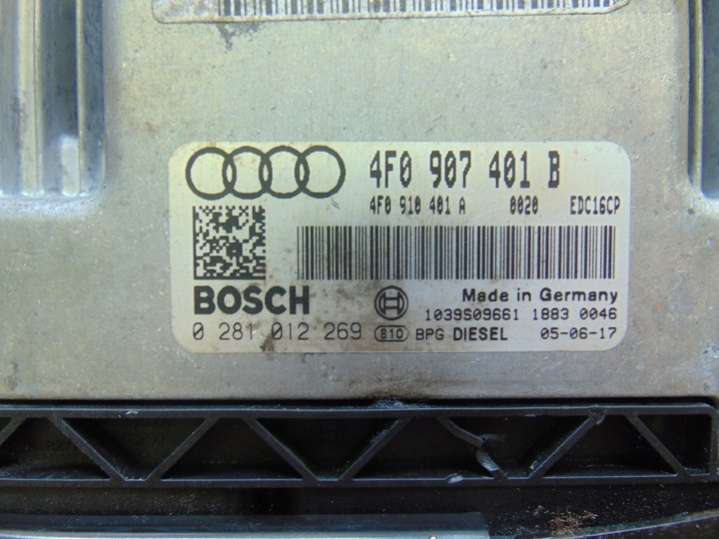 4F0 907 401 B
4F0 910 401 A 0020 EDC16CP
BOSCH
Made in Germany
1039S09661 1883 0046
0 281 012 269 810 BPG DIESEL 05-06-17